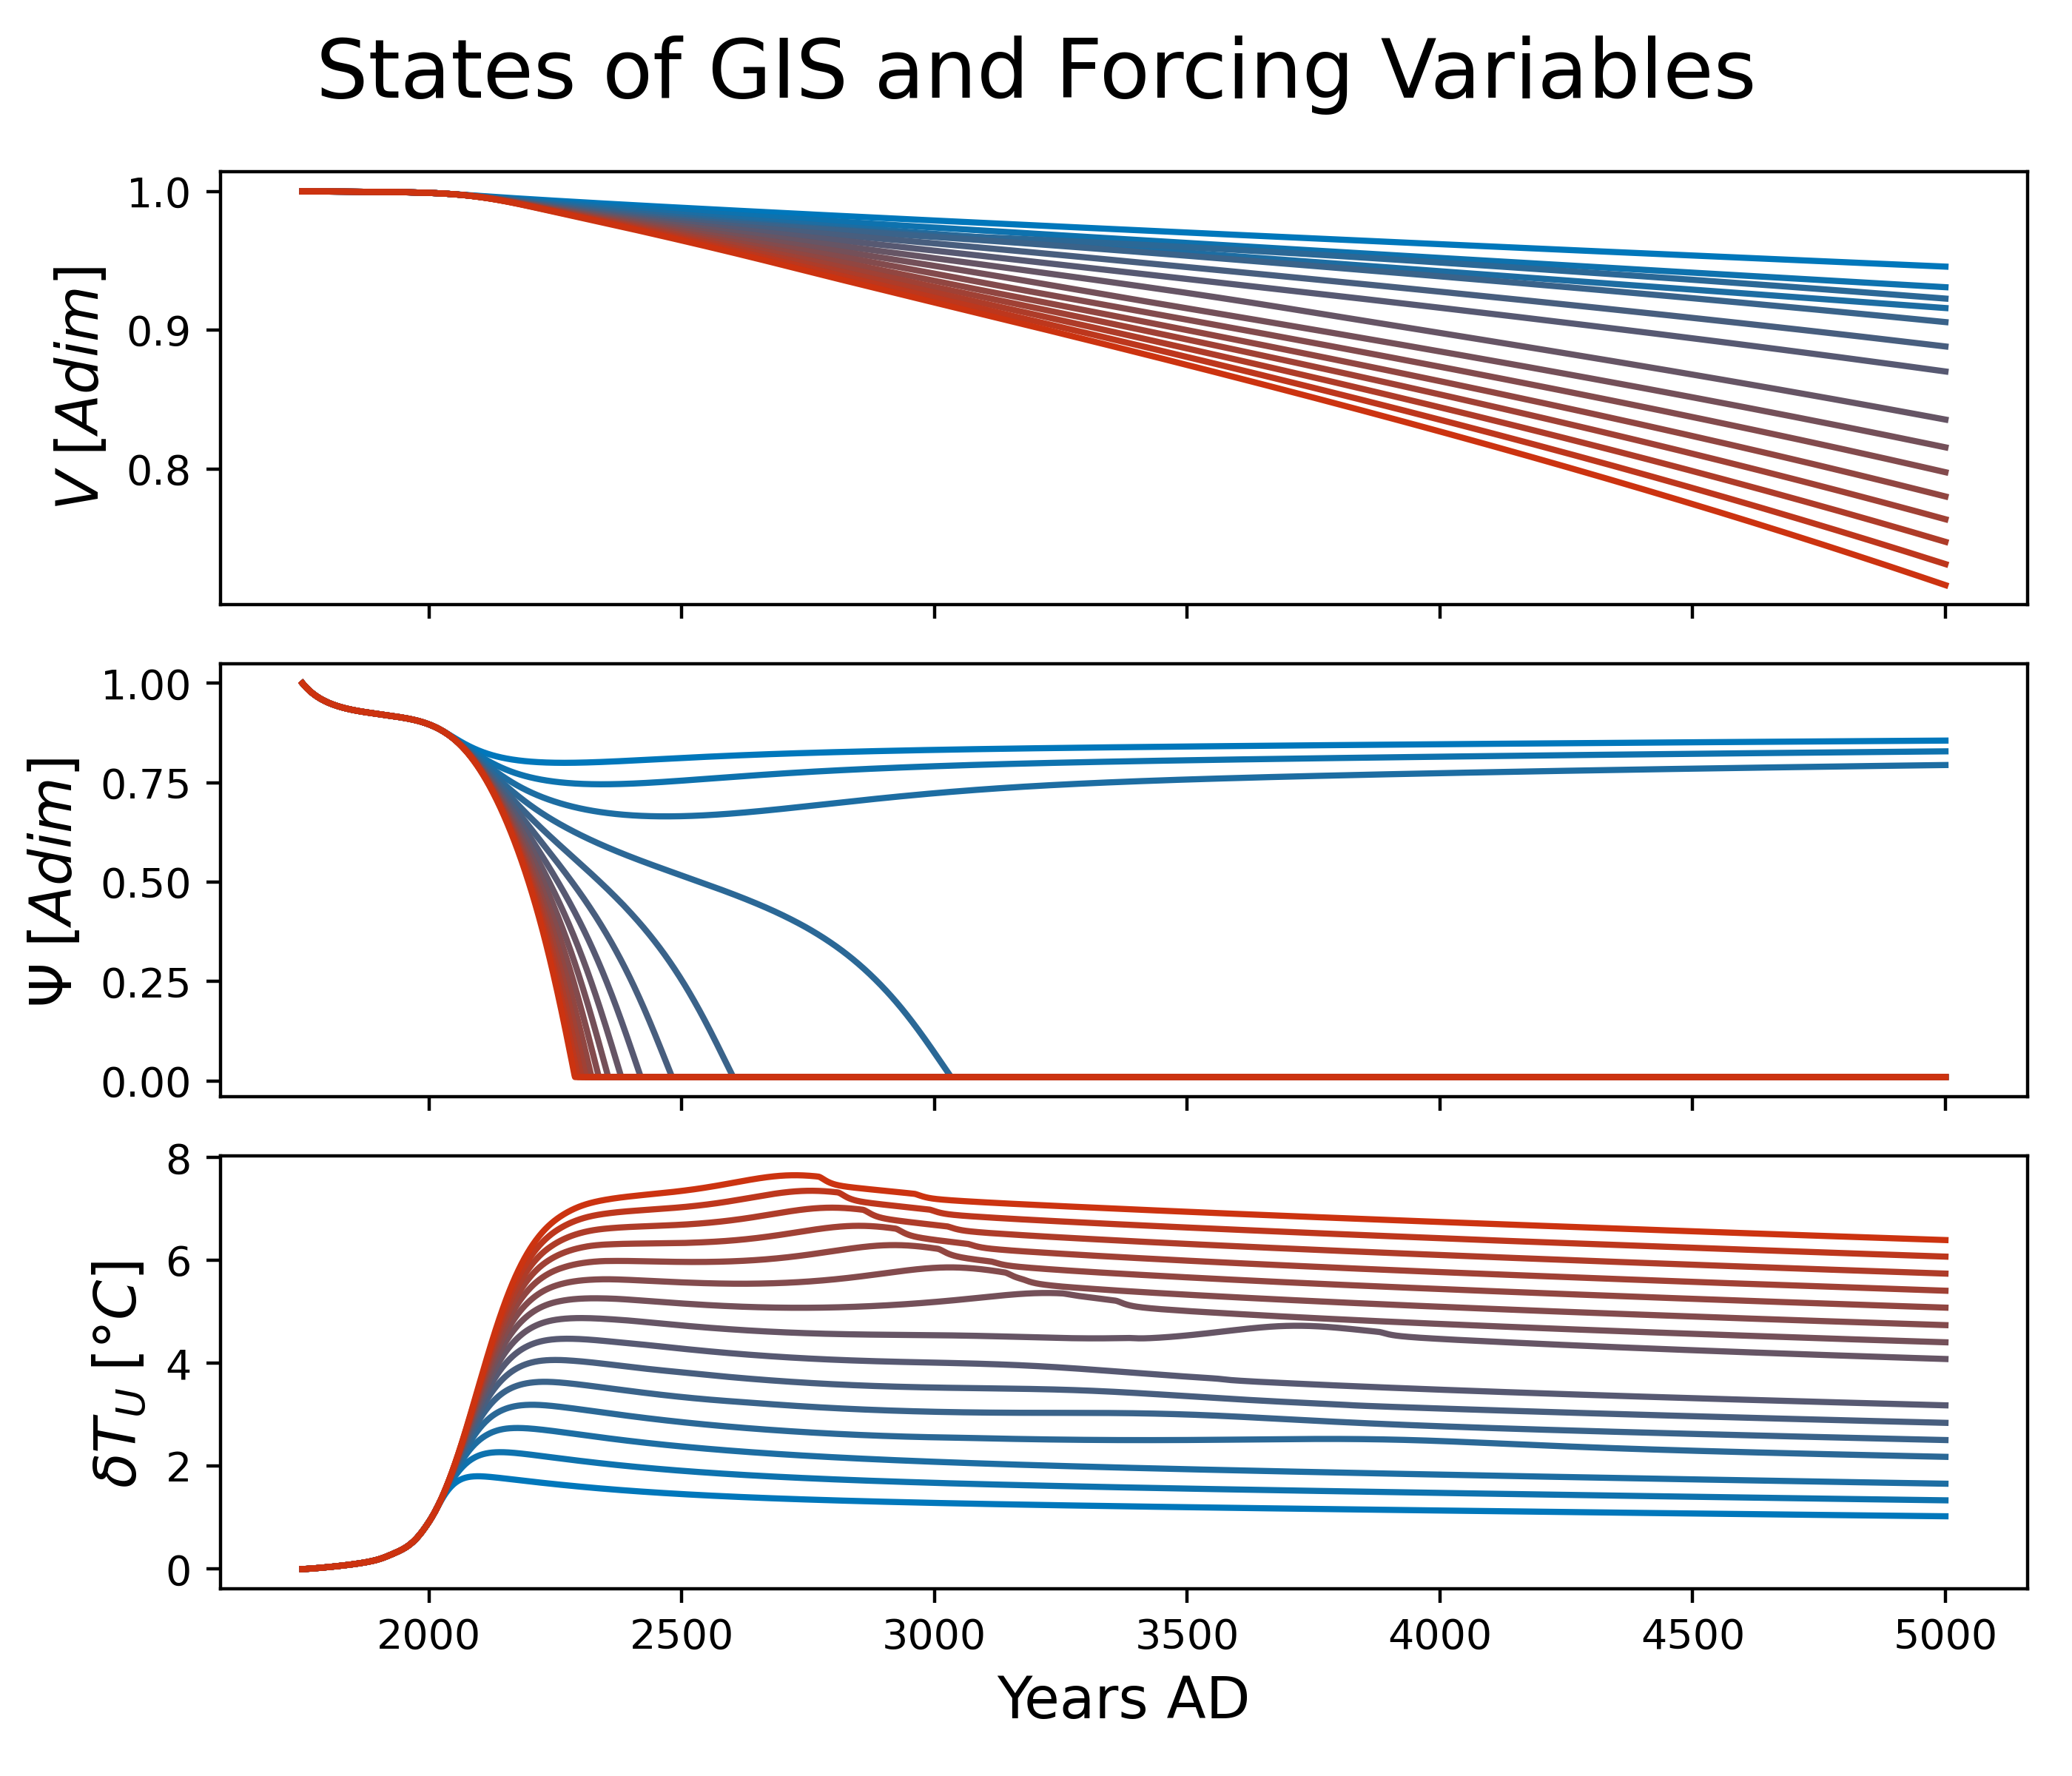 States of GIS and Forcing Variables
1.0
0.9
0.8
V [Adim]
1.00
0.75
0.50
0.25
0.00
Ψ [Adim]
8
6
4
2
0
δT_U [°C]
2000 2500 3000 3500 4000 4500 5000
Years AD